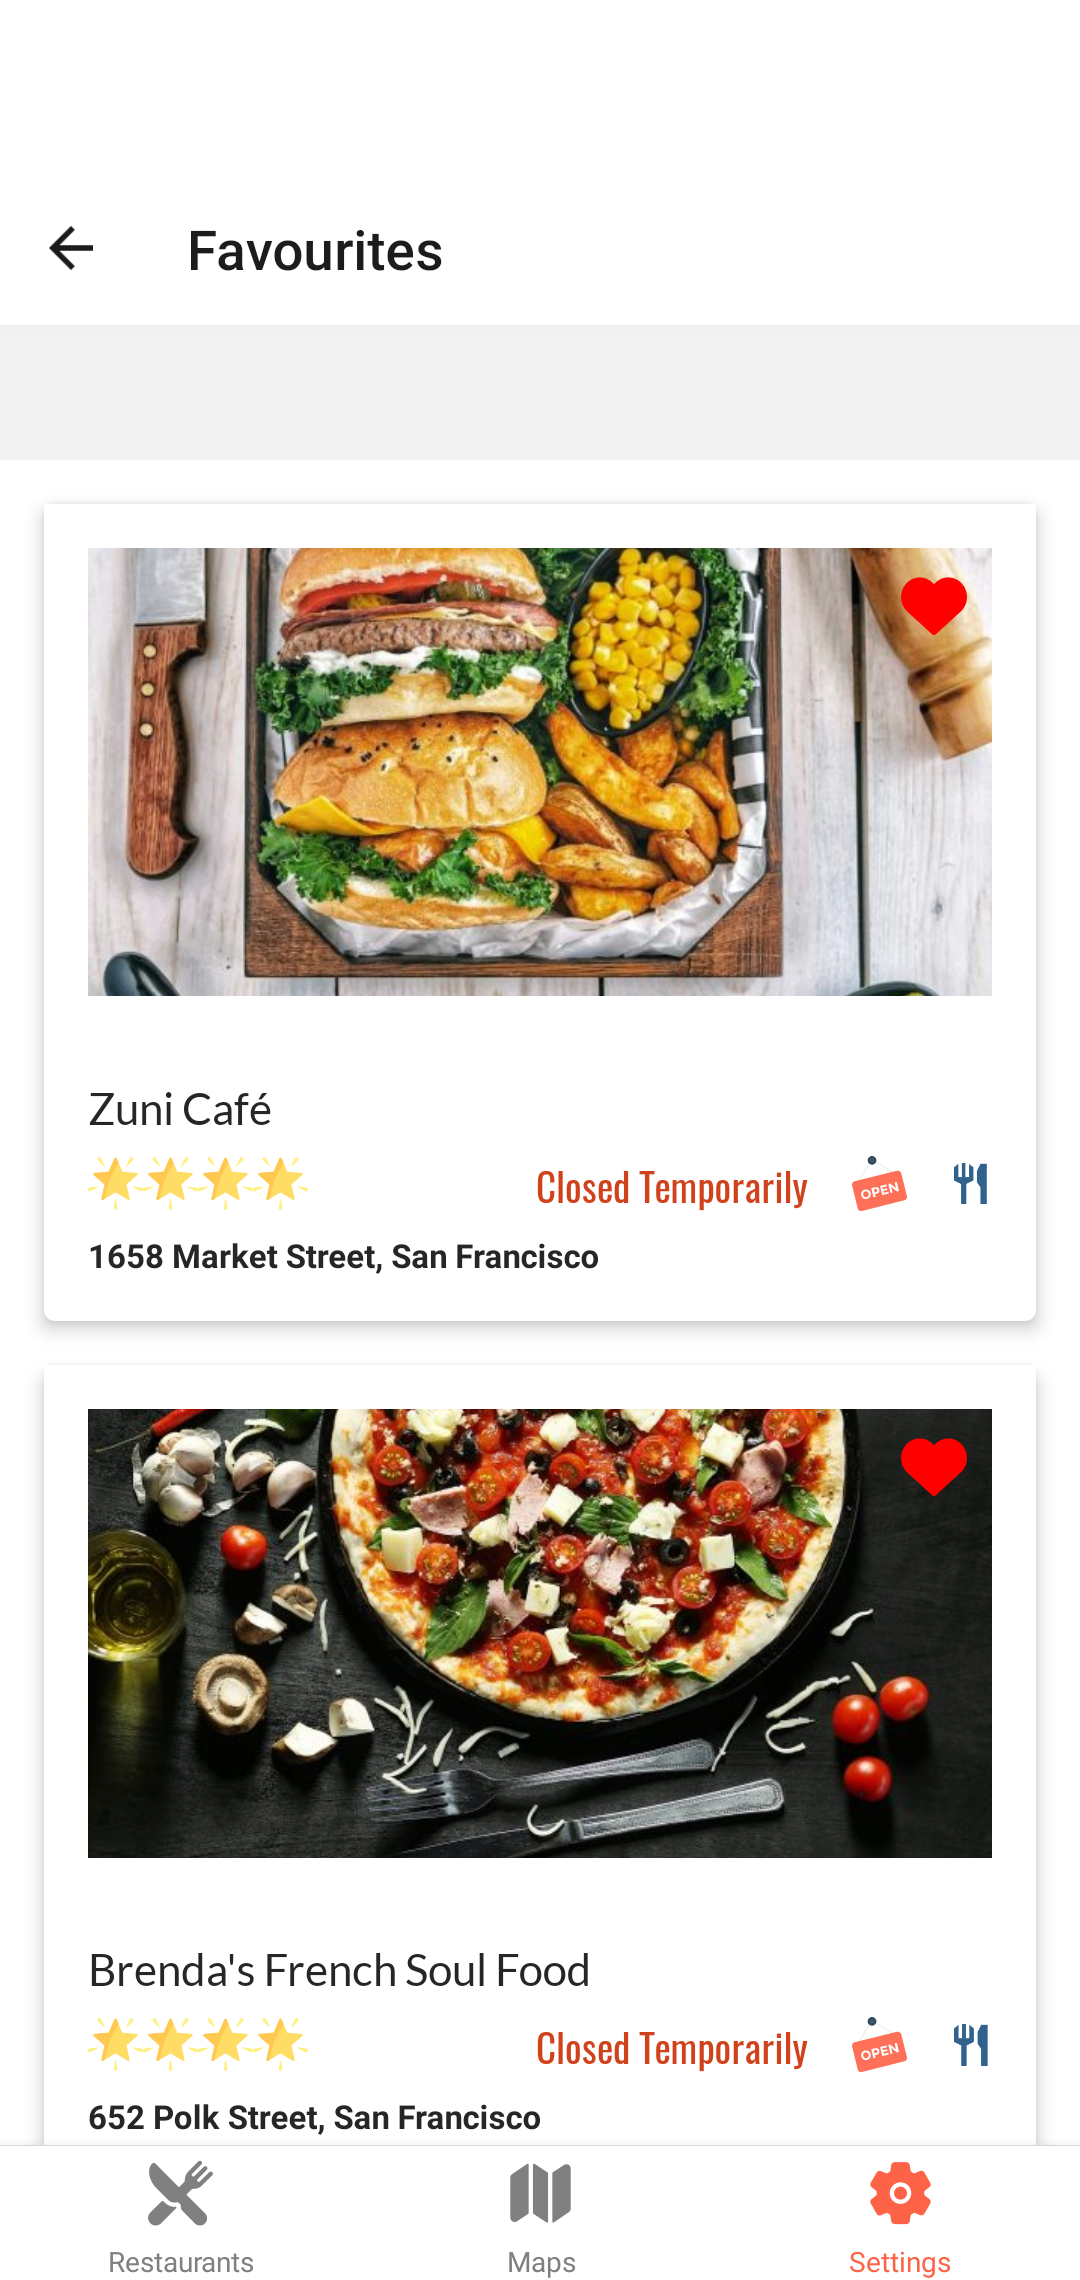 Favourites
Zuni Café
Closed Temporarily
OPEN
1658 Market Street, San Francisco
Brenda's French Soul Food
Closed Temporarily
OPEN
652 Polk Street, San Francisco
Restaurants
Maps
Settings